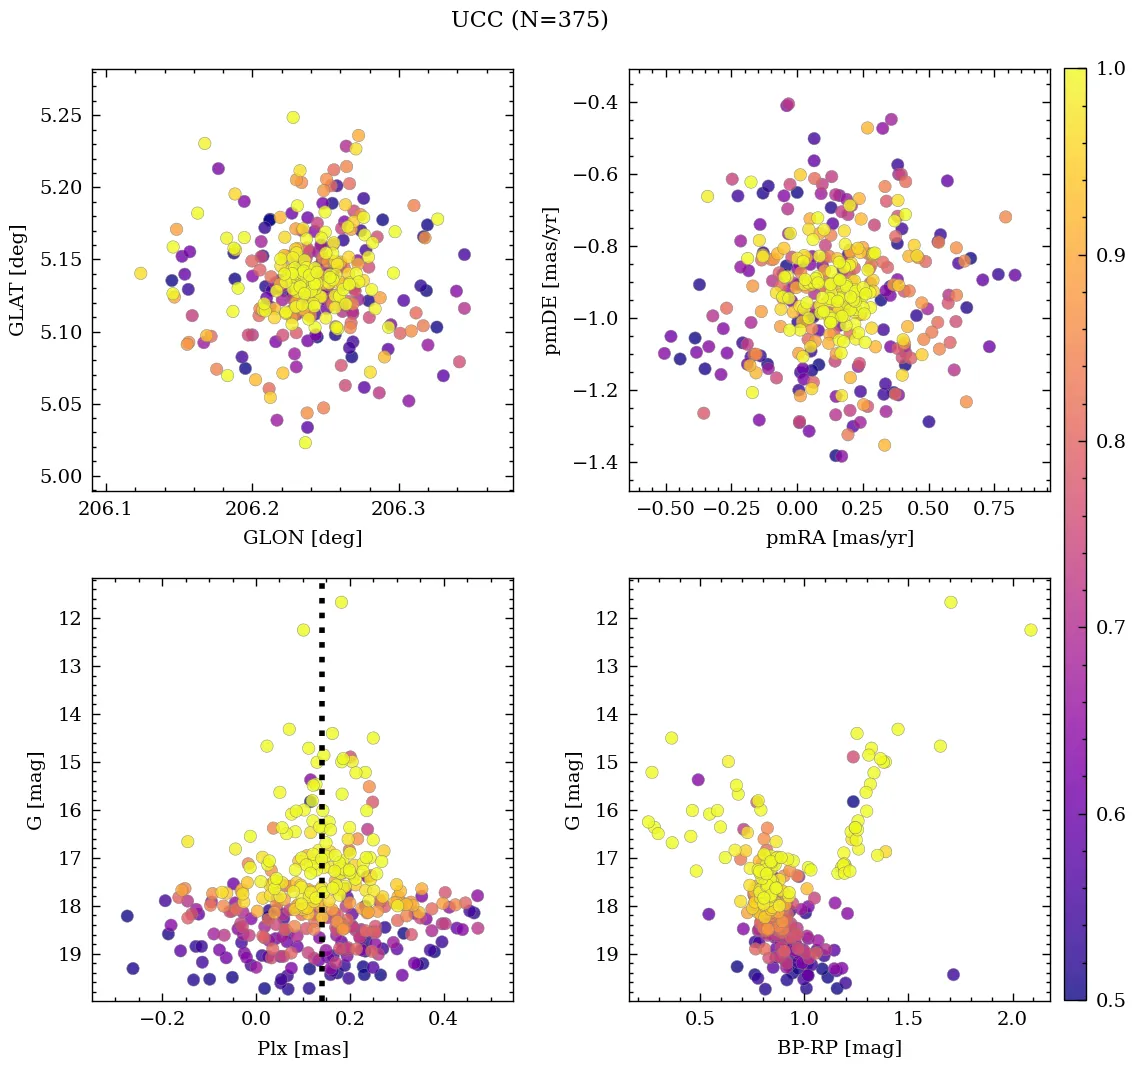 UCC (N=375)
5.25
5.20
5.15
5.10
5.05
5.00
GLAT [deg]
206.1 206.2 206.3
GLON [deg]
−0.4
−0.6
−0.8
−1.0
−1.2
−1.4
pmDE [mas/yr]
−0.50 −0.25 0.00 0.25 0.50 0.75
pmRA [mas/yr]
1.0
0.9
0.8
0.7
0.6
0.5
12
13
14
15
16
17
18
19
G [mag]
−0.2 0.0 0.2 0.4
Plx [mas]
12
13
14
15
16
17
18
19
G [mag]
0.5 1.0 1.5 2.0
BP-RP [mag]